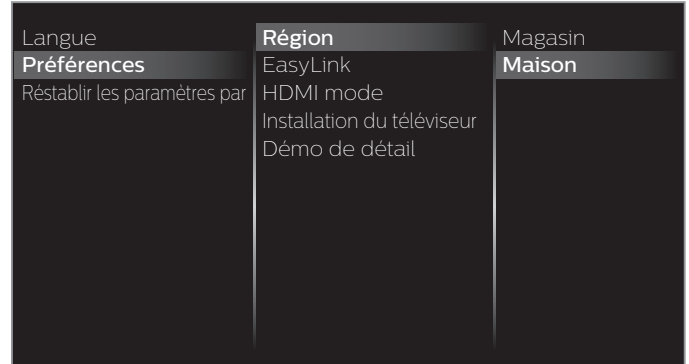 Langue
Préférences
Réstablir les paramètres par
Région
EasyLink
HDMI mode
Installation du téléviseur
Démo de détail
Magasin
Maison